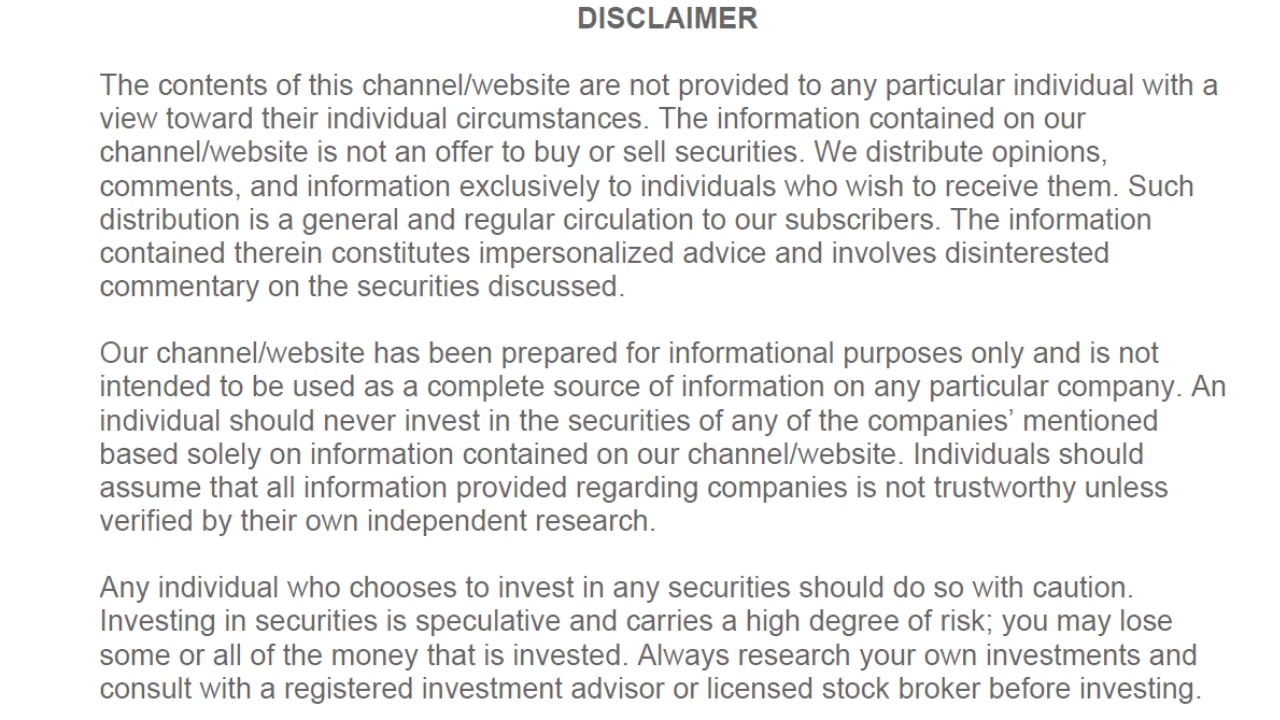 DISCLAIMER
The contents of this channel/website are not provided to any particular individual with a
view toward their individual circumstances. The information contained on our
channel/website is not an offer to buy or sell securities. We distribute opinions,
comments, and information exclusively to individuals who wish to receive them. Such
distribution is a general and regular circulation to our subscribers. The information
contained therein constitutes impersonalized advice and involves disinterested
commentary on the securities discussed.
Our channel/website has been prepared for informational purposes only and is not
intended to be used as a complete source of information on any particular company. An
individual should never invest in the securities of any of the companies’ mentioned
based solely on information contained on our channel/website. Individuals should
assume that all information provided regarding companies is not trustworthy unless
verified by their own independent research.
Any individual who chooses to invest in any securities should do so with caution.
Investing in securities is speculative and carries a high degree of risk; you may lose
some or all of the money that is invested. Always research your own investments and
consult with a registered investment advisor or licensed stock broker before investing.